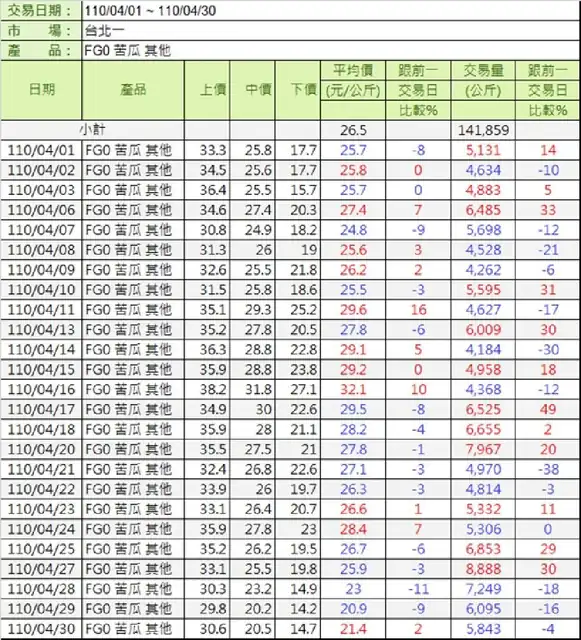 交易日期： 110/04/01 ~ 110/04/30
市 場： 台北一
產 品： FG0 苦瓜 其他
日期 產品 上價 中價 下價 平均價 (元/公斤) 跟前一 交易日 比較% 交易量 (公斤) 跟前一 交易日 比較%
小計 26.5 141,859
110/04/01 FG0 苦瓜 其他 33.3 25.8 17.7 25.7 -8 5,131 14
110/04/02 FG0 苦瓜 其他 34.5 25.6 17.7 25.8 0 4,634 -10
110/04/03 FG0 苦瓜 其他 36.4 25.5 15.7 25.7 0 4,883 5
110/04/06 FG0 苦瓜 其他 34.6 27.4 20.3 27.4 7 6,485 33
110/04/07 FG0 苦瓜 其他 30.8 24.9 18.2 24.8 -9 5,698 -12
110/04/08 FG0 苦瓜 其他 31.3 26 19 25.6 3 4,528 -21
110/04/09 FG0 苦瓜 其他 32.6 25.5 21.8 26.2 2 4,262 -6
110/04/10 FG0 苦瓜 其他 31.5 25.8 18.6 25.5 -3 5,595 31
110/04/11 FG0 苦瓜 其他 35.1 29.3 25.2 29.6 16 4,627 -17
110/04/13 FG0 苦瓜 其他 35.2 27.8 20.5 27.8 -6 6,009 30
110/04/14 FG0 苦瓜 其他 36.3 28.8 22.8 29.1 5 4,184 -30
110/04/15 FG0 苦瓜 其他 35.9 28.8 23.8 29.2 0 4,958 18
110/04/16 FG0 苦瓜 其他 38.2 31.8 27.1 32.1 10 4,368 -12
110/04/17 FG0 苦瓜 其他 34.9 30 22.6 29.5 -8 6,525 49
110/04/18 FG0 苦瓜 其他 35.9 28 21.1 28.2 -4 6,655 2
110/04/20 FG0 苦瓜 其他 35.5 27.5 21 27.8 -1 7,967 20
110/04/21 FG0 苦瓜 其他 32.4 26.8 22.6 27.1 -3 4,970 -38
110/04/22 FG0 苦瓜 其他 33.9 26 19.7 26.3 -3 4,814 -3
110/04/23 FG0 苦瓜 其他 33.1 26.4 20.7 26.6 1 5,332 11
110/04/24 FG0 苦瓜 其他 35.9 27.8 23 28.4 7 5,306 0
110/04/25 FG0 苦瓜 其他 35.2 26.2 19.5 26.7 -6 6,853 29
110/04/27 FG0 苦瓜 其他 33.1 25.5 19.8 25.9 -3 8,888 30
110/04/28 FG0 苦瓜 其他 30.3 23.2 14.9 23 -11 7,249 -18
110/04/29 FG0 苦瓜 其他 29.8 20.2 14.2 20.9 -9 6,095 -16
110/04/30 FG0 苦瓜 其他 30.6 20.5 14.7 21.4 2 5,843 -4